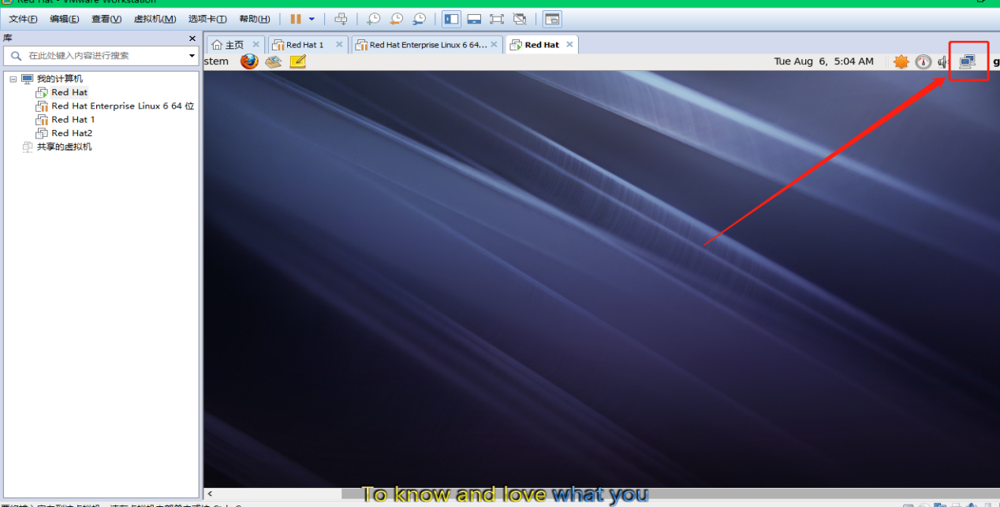 Red Hat - VMware Workstation
文件(F) 编辑(E) 查看(V) 虚拟机(M) 选项卡(T) 帮助(H)
库
在此处键入内容进行搜索
我的计算机
Red Hat
Red Hat Enterprise Linux 6 64 位
Red Hat 1
Red Hat2
共享的虚拟机
主页 Red Hat 1 Red Hat Enterprise Linux 6 64... Red Hat
stem Tue Aug 6, 5:04 AM g
To know and love what you